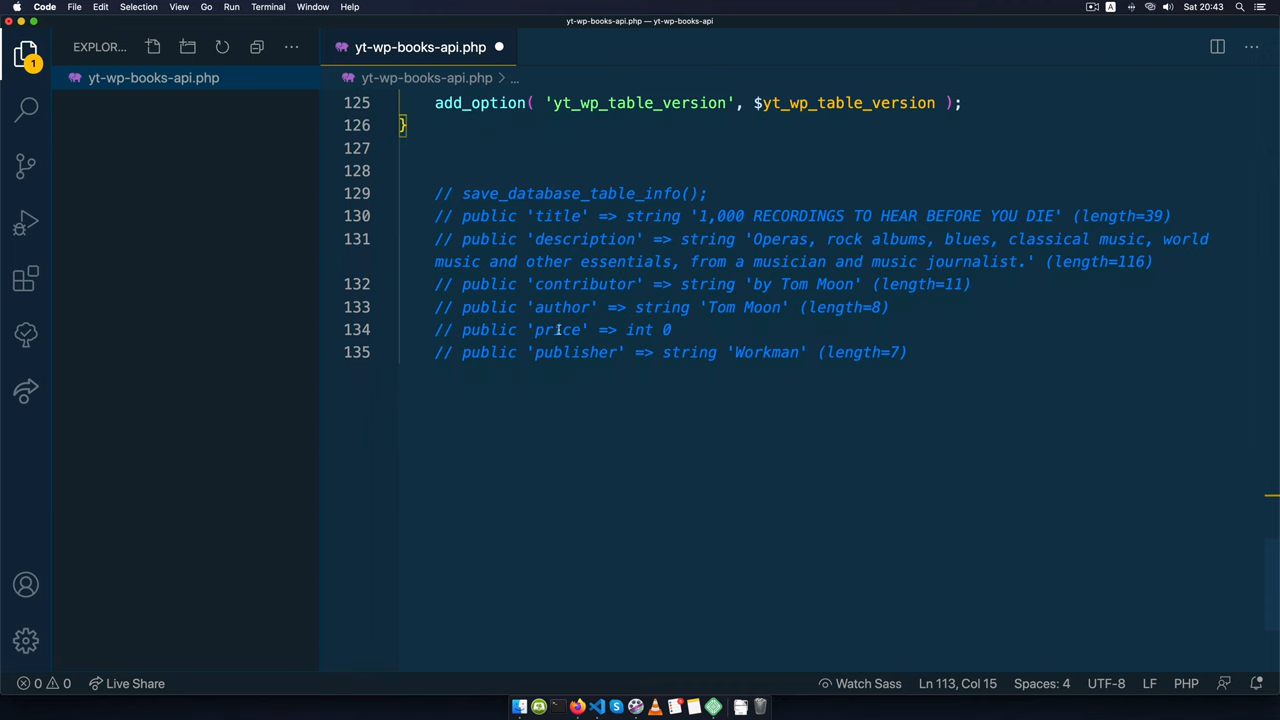 Code File Edit Selection View Go Run Terminal Window Help
A Sat 20:43
yt-wp-books-api.php — yt-wp-books-api
EXPLOR...
yt-wp-books-api.php
yt-wp-books-api.php
yt-wp-books-api.php > ...
1
125 add_option( 'yt_wp_table_version', $yt_wp_table_version );
126 }
127
128
129 // save_database_table_info();
130 // public 'title' => string '1,000 RECORDINGS TO HEAR BEFORE YOU DIE' (length=39)
131 // public 'description' => string 'Operas, rock albums, blues, classical music, world
music and other essentials, from a musician and music journalist.' (length=116)
132 // public 'contributor' => string 'by Tom Moon' (length=11)
133 // public 'author' => string 'Tom Moon' (length=8)
134 // public 'price' => int 0
135 // public 'publisher' => string 'Workman' (length=7)
0 0 Live Share
Watch Sass Ln 113, Col 15 Spaces: 4 UTF-8 LF PHP